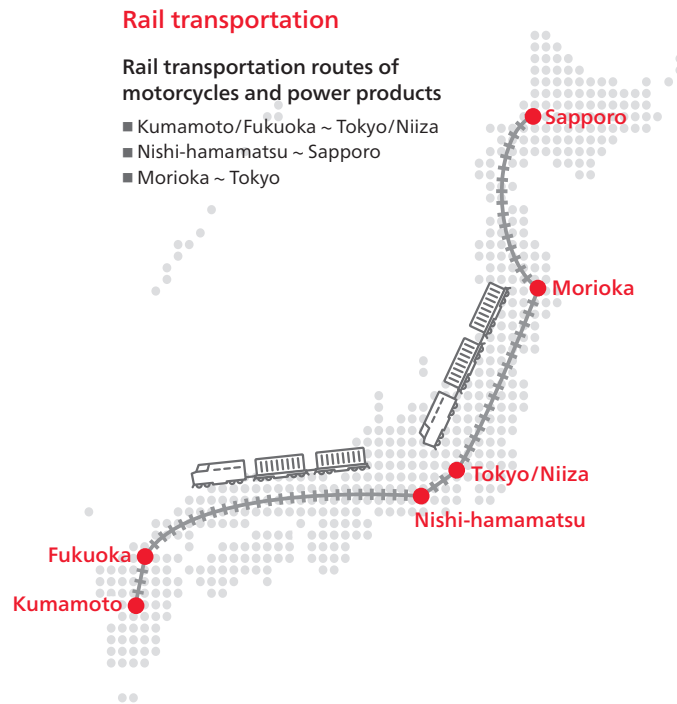 Rail transportation
Rail transportation routes of
motorcycles and power products
■ Kumamoto/Fukuoka ~ Tokyo/Niiza
■ Nishi-hamamatsu ~ Sapporo
■ Morioka ~ Tokyo
Sapporo
Morioka
Tokyo/Niiza
Nishi-hamamatsu
Fukuoka
Kumamoto